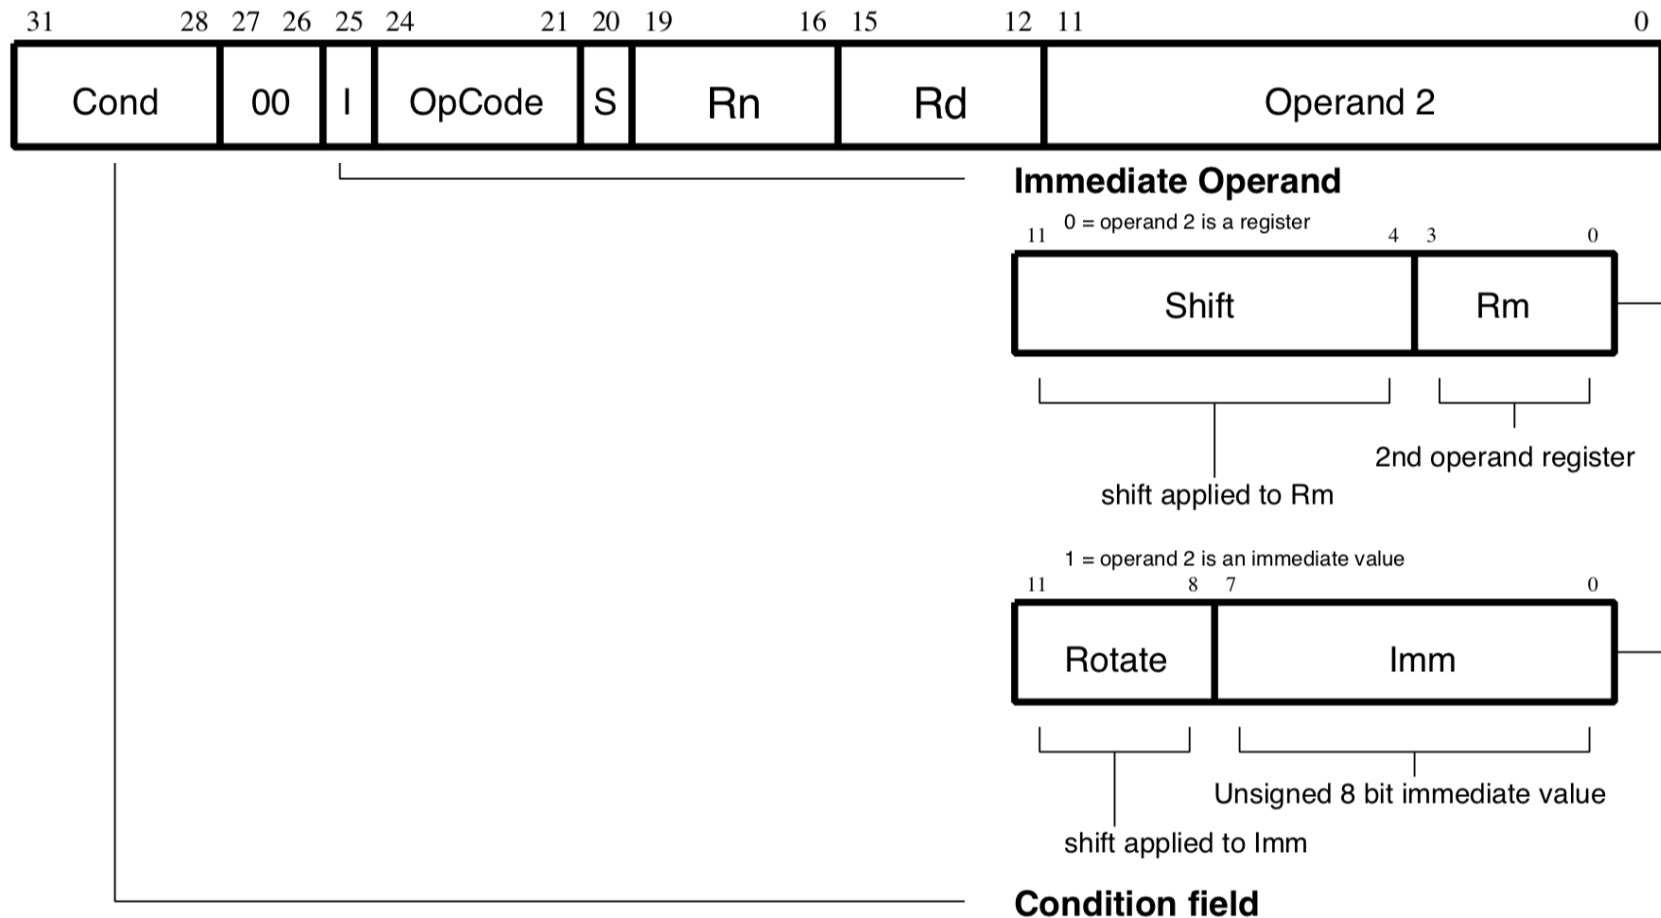 31 28 27 26 25 24 21 20 19 16 15 12 11 0
Cond 00 I OpCode S Rn Rd Operand 2
Immediate Operand
0 = operand 2 is a register
11 4 3 0
Shift Rm
2nd operand register
shift applied to Rm
1 = operand 2 is an immediate value
11 8 7 0
Rotate Imm
Unsigned 8 bit immediate value
shift applied to Imm
Condition field